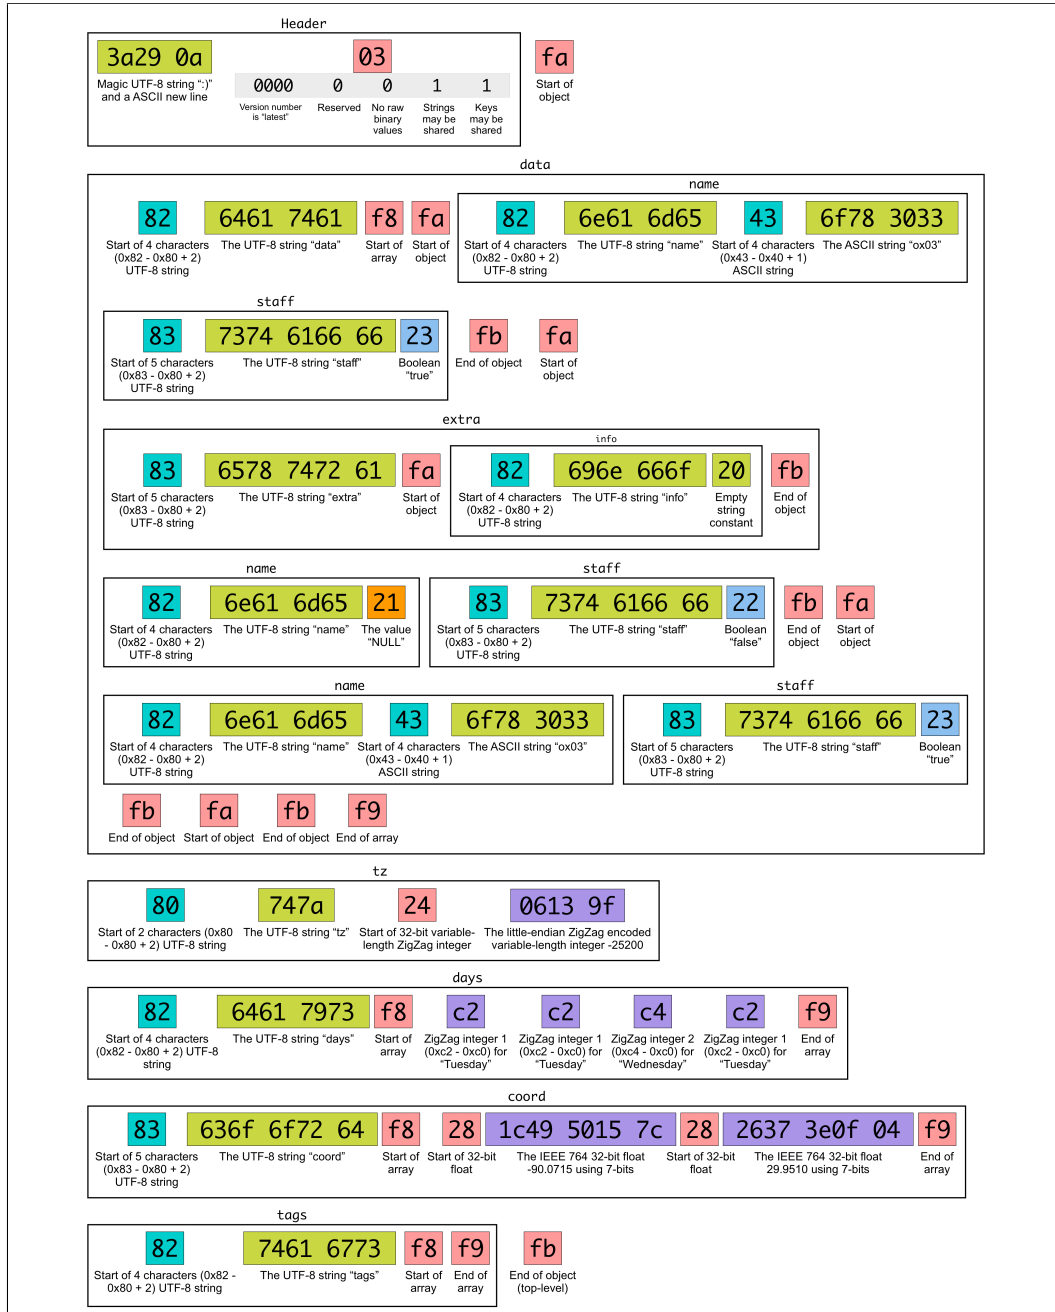 Header
3a29 0a
03
fa
0000 0 0 1 1
Magic UTF-8 string “:)”
and a ASCII new line
Version number
is “latest”
Reserved
No raw
binary
values
Strings
may be
shared
Keys
may be
shared
Start of
object
data
name
82
6461 7461
f8
fa
82
6e61 6d65
43
6f78 3033
Start of 4 characters
(0x82 - 0x80 + 2)
UTF-8 string
The UTF-8 string “data”
Start of
array
Start of
object
Start of 4 characters
(0x82 - 0x80 + 2)
UTF-8 string
The UTF-8 string “name”
Start of 4 characters
(0x43 - 0x40 + 1)
ASCII string
The ASCII string “ox03”
staff
83
7374 6166 66
23
fb
fa
Start of 5 characters
(0x83 - 0x80 + 2)
UTF-8 string
The UTF-8 string “staff”
Boolean
“true”
End of object
Start of
object
extra
info
83
6578 7472 61
fa
82
696e 666f
20
fb
Start of 5 characters
(0x83 - 0x80 + 2)
UTF-8 string
The UTF-8 string “extra”
Start of
object
Start of 4 characters
(0x82 - 0x80 + 2)
UTF-8 string
The UTF-8 string “info”
Empty
string
constant
End of
object
name
staff
82
6e61 6d65
21
83
7374 6166 66
22
fb
fa
Start of 4 characters
(0x82 - 0x80 + 2)
UTF-8 string
The UTF-8 string “name”
The value
“NULL”
Start of 5 characters
(0x83 - 0x80 + 2)
UTF-8 string
The UTF-8 string “staff”
Boolean
“false”
End of
object
Start of
object
name
staff
82
6e61 6d65
43
6f78 3033
83
7374 6166 66
23
Start of 4 characters
(0x82 - 0x80 + 2)
UTF-8 string
The UTF-8 string “name”
Start of 4 characters
(0x43 - 0x40 + 1)
ASCII string
The ASCII string “ox03”
Start of 5 characters
(0x83 - 0x80 + 2)
UTF-8 string
The UTF-8 string “staff”
Boolean
“true”
fb
fa
fb
f9
End of object
Start of object
End of object
End of array
tz
80
747a
24
0613 9f
Start of 2 characters (0x80
- 0x80 + 2) UTF-8 string
The UTF-8 string “tz”
Start of 32-bit variable-
length ZigZag integer
The little-endian ZigZag encoded
variable-length integer -25200
days
82
6461 7973
f8
c2
c2
c4
c2
f9
Start of 4 characters
(0x82 - 0x80 + 2) UTF-8
string
The UTF-8 string “days”
Start of
array
ZigZag integer 1
(0xc2 - 0xc0) for
“Tuesday”
ZigZag integer 1
(0xc2 - 0xc0) for
“Tuesday”
ZigZag integer 2
(0xc4 - 0xc0) for
“Wednesday”
ZigZag integer 1
(0xc2 - 0xc0) for
“Tuesday”
End of
array
coord
83
636f 6f72 64
f8
28
1c49 5015 7c
28
2637 3e0f 04
f9
Start of 5 characters
(0x83 - 0x80 + 2)
UTF-8 string
The UTF-8 string “coord”
Start of
array
Start of 32-bit
float
The IEEE 764 32-bit float
-90.0715 using 7-bits
Start of 32-bit
float
The IEEE 764 32-bit float
29.9510 using 7-bits
End of
array
tags
82
7461 6773
f8
f9
fb
Start of 4 characters (0x82 -
0x80 + 2) UTF-8 string
The UTF-8 string “tags”
Start of
array
End of
array
End of object
(top-level)